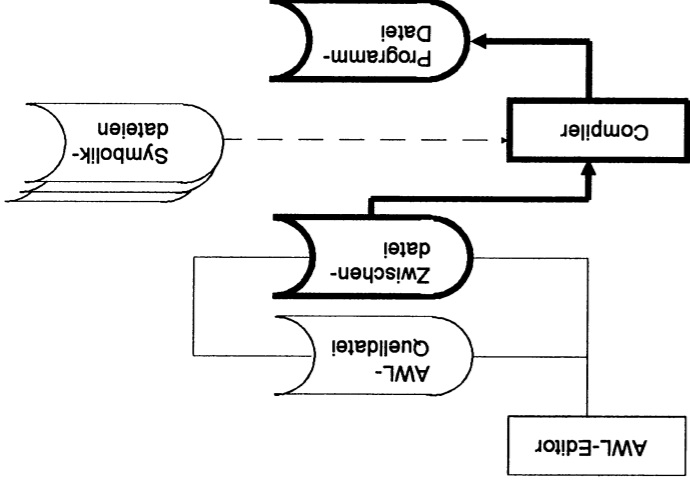 AWL-Editor
AWL-
Quelldatei
Zwischen-
datei
Compiler
Symbolik-
dateien
Programm-
Datei